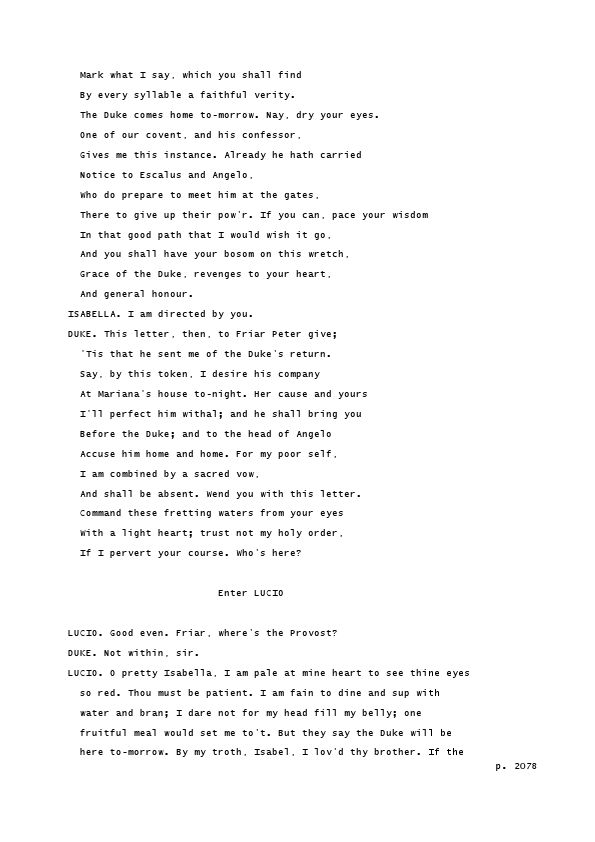 Mark what I say, which you shall find
By every syllable a faithful verity.
The Duke comes home to-morrow. Nay, dry your eyes.
One of our covent, and his confessor,
Gives me this instance. Already he hath carried
Notice to Escalus and Angelo,
Who do prepare to meet him at the gates,
There to give up their pow'r. If you can, pace your wisdom
In that good path that I would wish it go,
And you shall have your bosom on this wretch,
Grace of the Duke, revenges to your heart,
And general honour.
ISABELLA. I am directed by you.
DUKE. This letter, then, to Friar Peter give;
'Tis that he sent me of the Duke's return.
Say, by this token, I desire his company
At Mariana's house to-night. Her cause and yours
I'll perfect him withal; and he shall bring you
Before the Duke; and to the head of Angelo
Accuse him home and home. For my poor self,
I am combined by a sacred vow,
And shall be absent. Wend you with this letter.
Command these fretting waters from your eyes
With a light heart; trust not my holy order,
If I pervert your course. Who's here?
Enter LUCIO
LUCIO. Good even. Friar, where's the Provost?
DUKE. Not within, sir.
LUCIO. O pretty Isabella, I am pale at mine heart to see thine eyes
so red. Thou must be patient. I am fain to dine and sup with
water and bran; I dare not for my head fill my belly; one
fruitful meal would set me to't. But they say the Duke will be
here to-morrow. By my troth, Isabel, I lov'd thy brother. If the
p. 2078